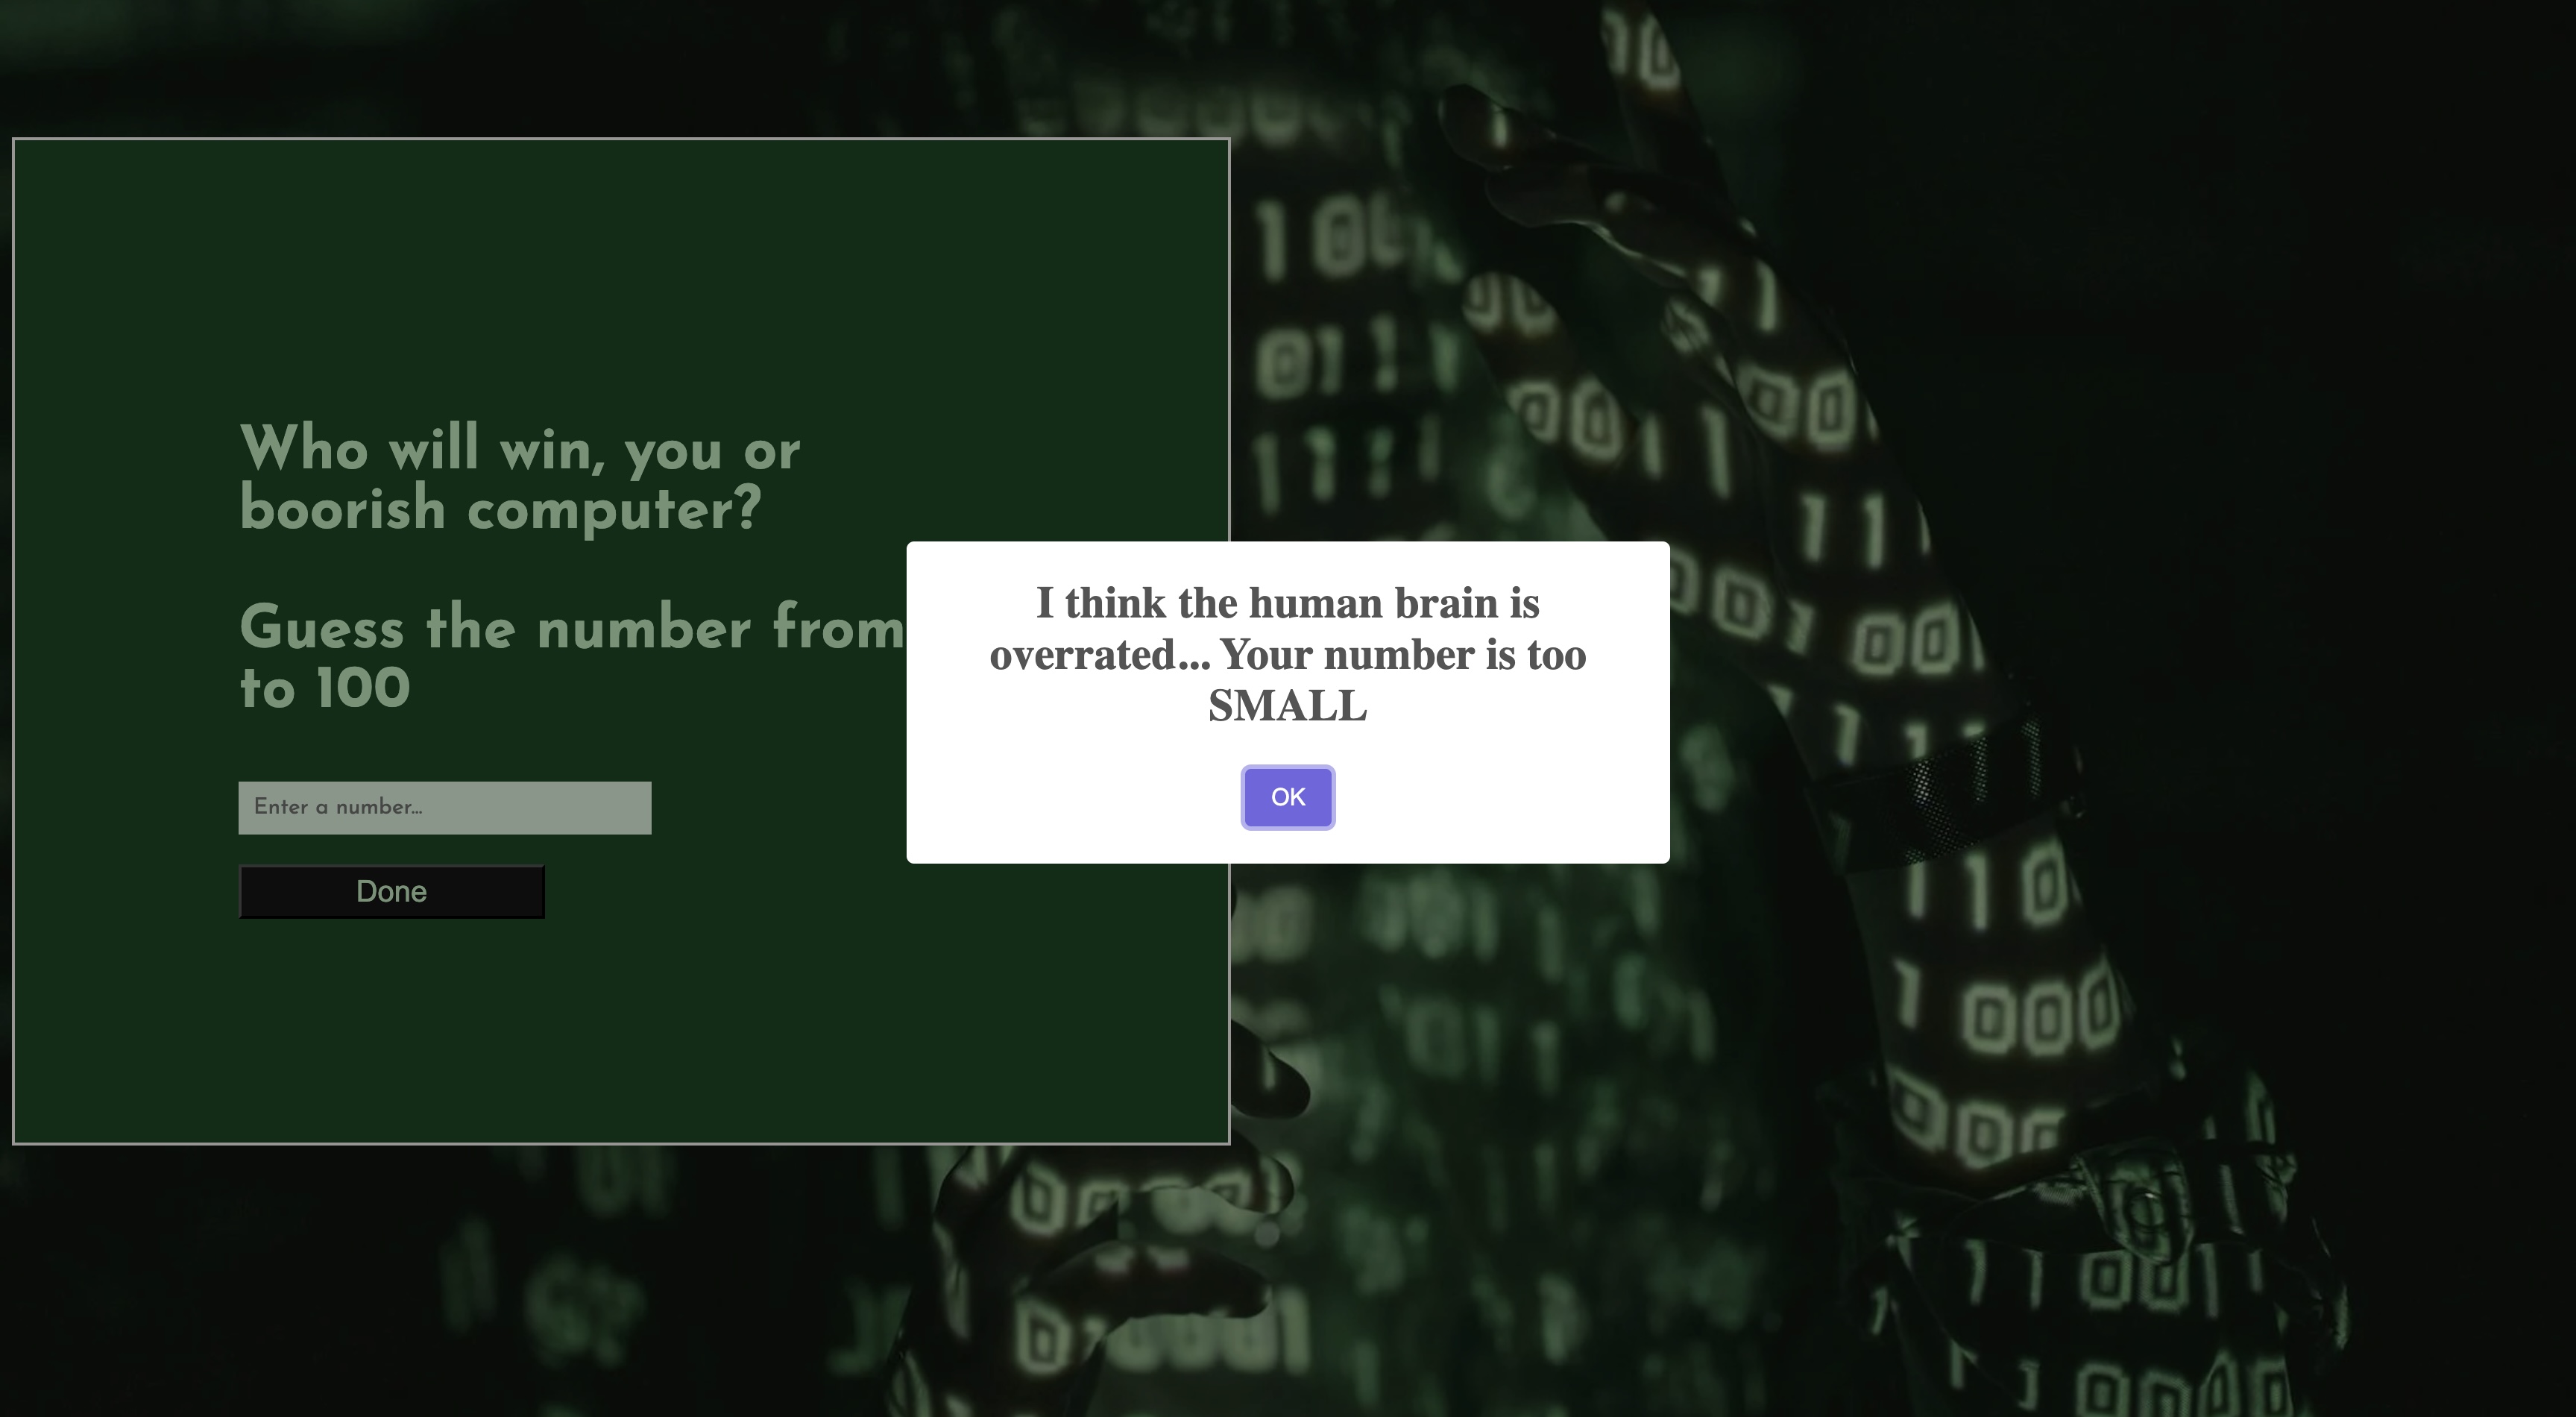 Who will win, you or
boorish computer?
Guess the number from
to 100
Enter a number...
Done
I think the human brain is
overrated... Your number is too
SMALL
OK